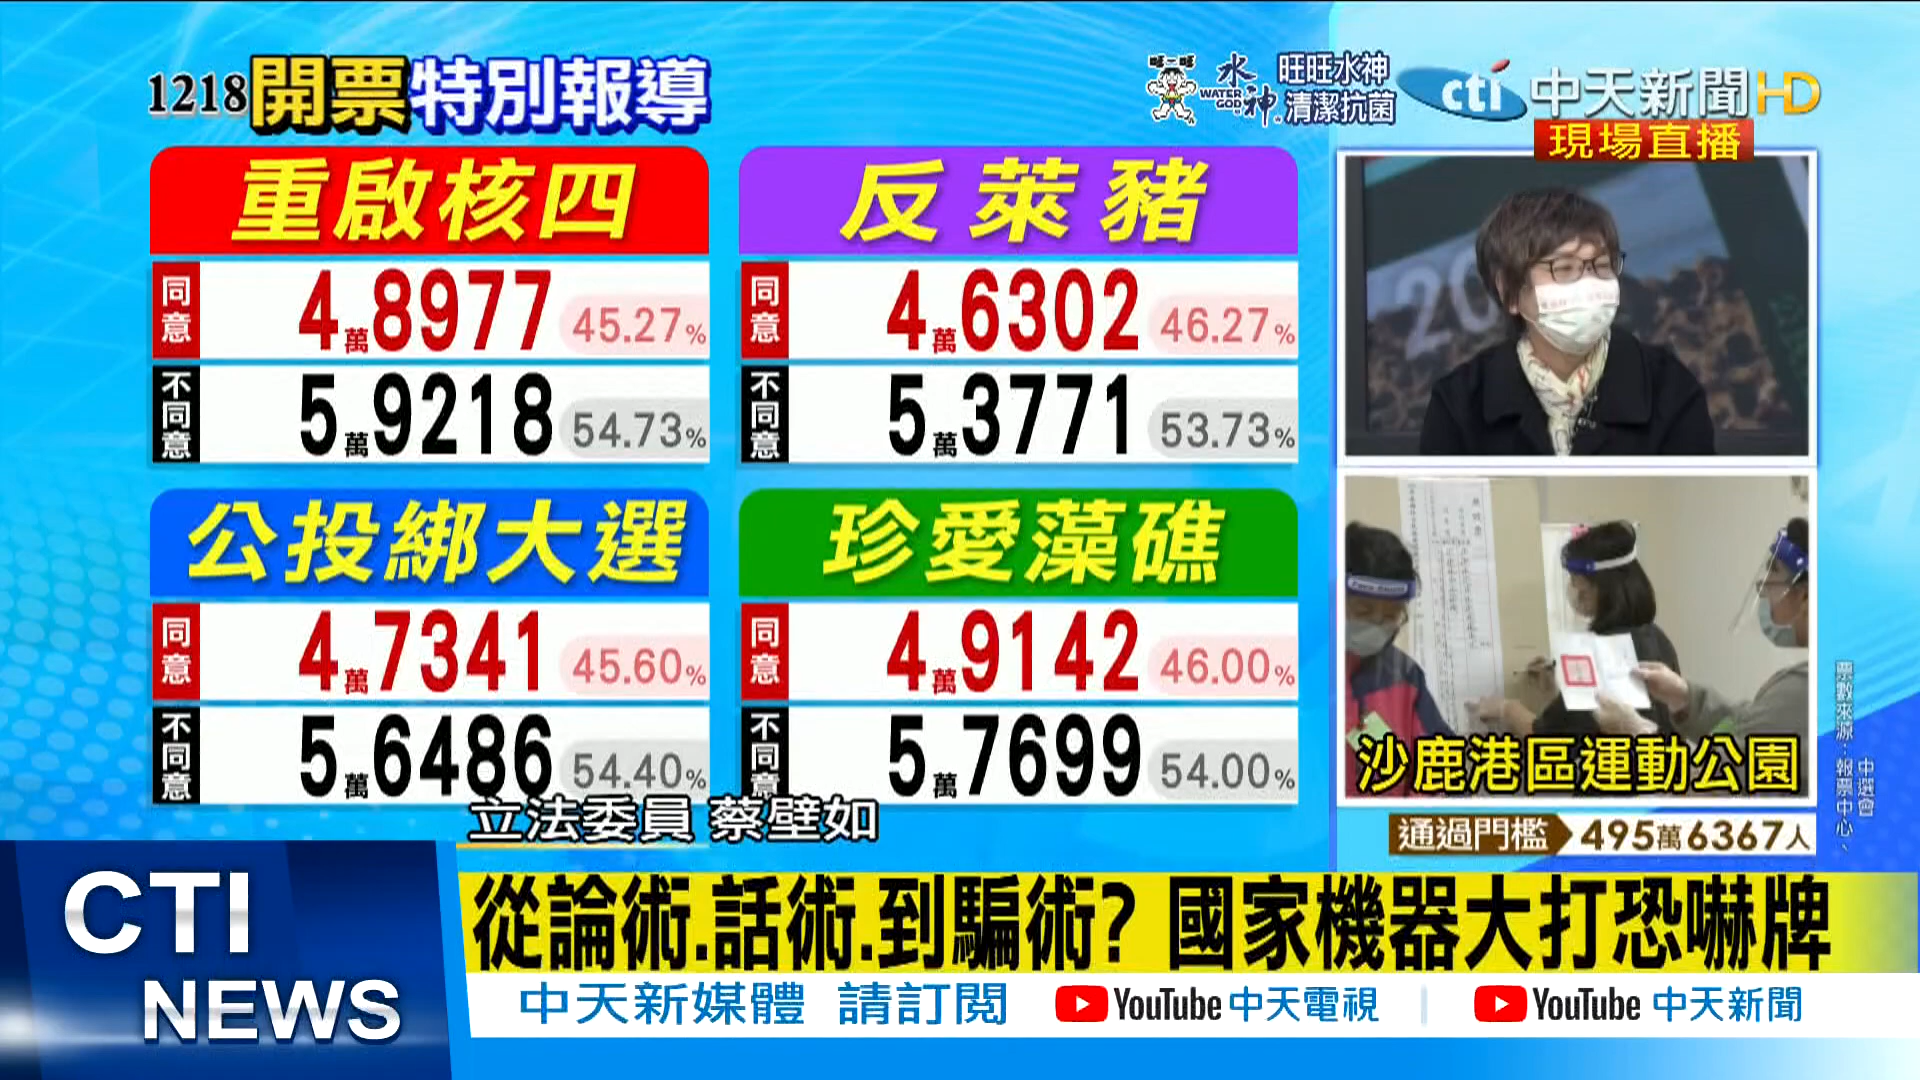 1218開票特別報導
旺旺 水神 WATER GOD 旺旺水神 清潔抗菌
cti 中天新聞HD
現場直播
重啟核四
同意 4萬8977 45.27%
不同意 5萬9218 54.73%
反萊豬
同意 4萬6302 46.27%
不同意 5萬3771 53.73%
公投綁大選
同意 4萬7341 45.60%
不同意 5萬6486 54.40%
珍愛藻礁
同意 4萬9142 46.00%
不同意 5萬7699 54.00%
20
沙鹿港區運動公園
票數來源：報票中心、中選會
通過門檻 495萬6367人
立法委員 蔡壁如
從論術.話術.到騙術? 國家機器大打恐嚇牌
CTI
NEWS
中天新媒體 請訂閱 YouTube 中天電視 YouTube 中天新聞